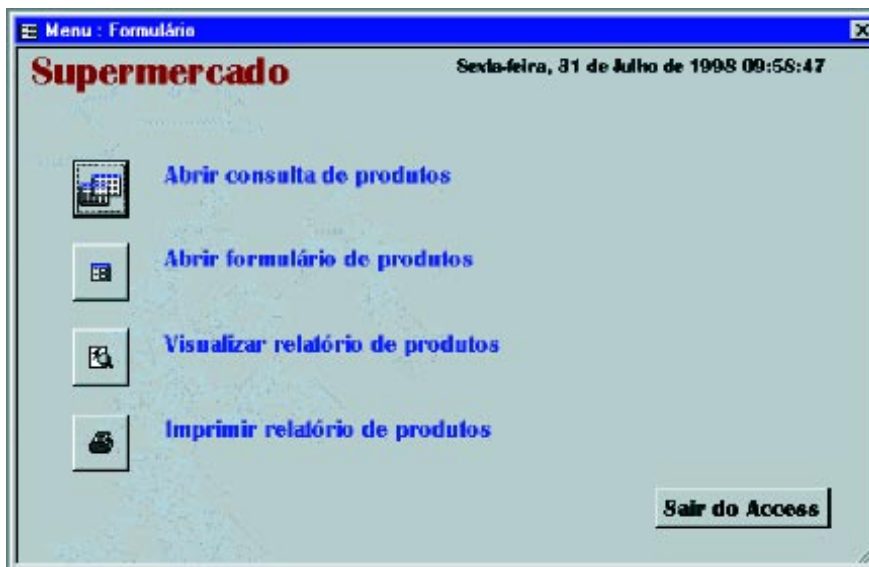 Menu : Formulário
Supermercado
Sexta-feira, 31 de Julho de 1998 09:58:47
Abrir consulta de produtos
Abrir formulário de produtos
Visualizar relatório de produtos
Imprimir relatório de produtos
Sair do Access